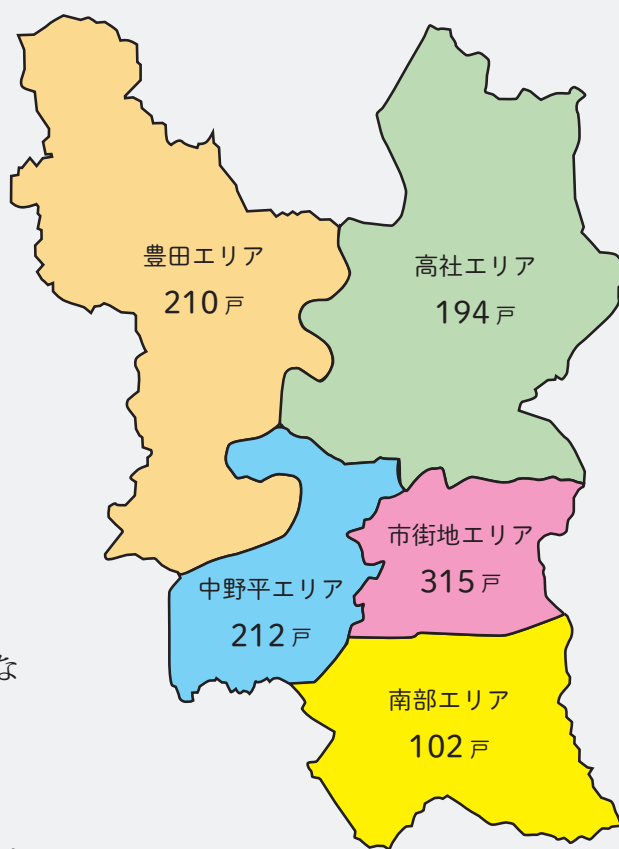 豊田エリア
210戸
高社エリア
194戸
市街地エリア
315戸
中野平エリア
212戸
な
南部エリア
102戸